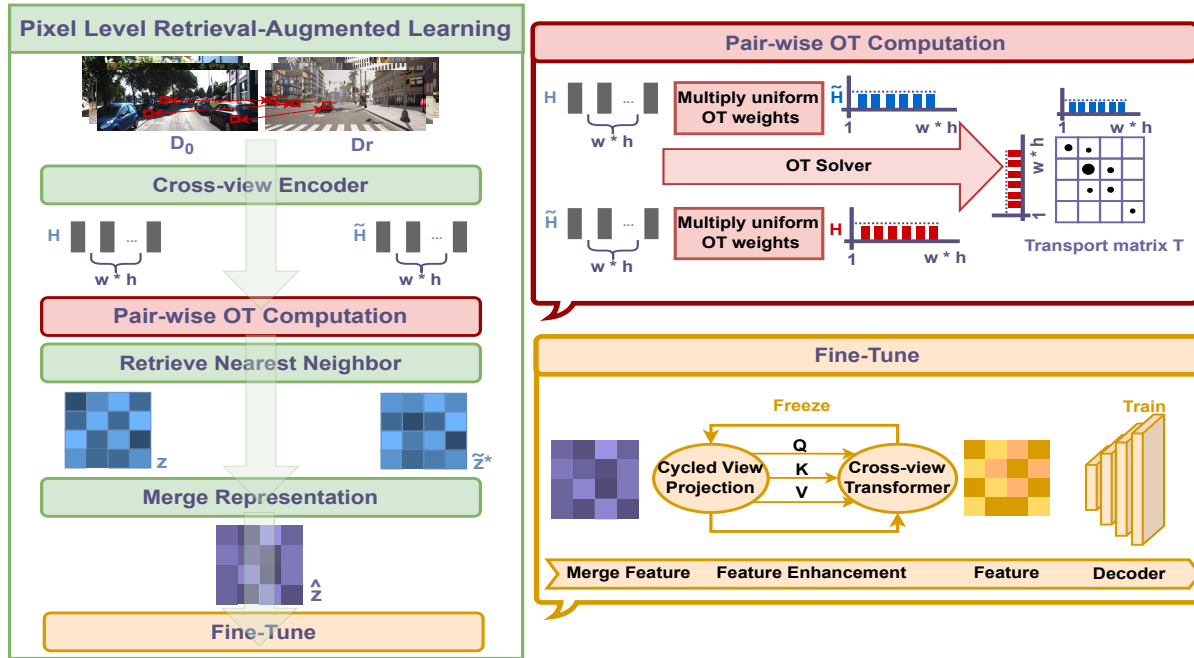 Pixel Level Retrieval-Augmented Learning
D₀ Dr
Cross-view Encoder
H ... H̃ ...
w * h w * h
Pair-wise OT Computation
Retrieve Nearest Neighbor
z z̃*
Merge Representation
ẑ
Fine-Tune
Pair-wise OT Computation
H ... Multiply uniform OT weights H̃
w * h 1 w * h
1 w * h
OT Solver
w * h
1
H̃ ... Multiply uniform OT weights H
w * h 1 w * h
Transport matrix T
Fine-Tune
Freeze Train
Q
Cycled View Projection K Cross-view Transformer
V
Merge Feature Feature Enhancement Feature Decoder